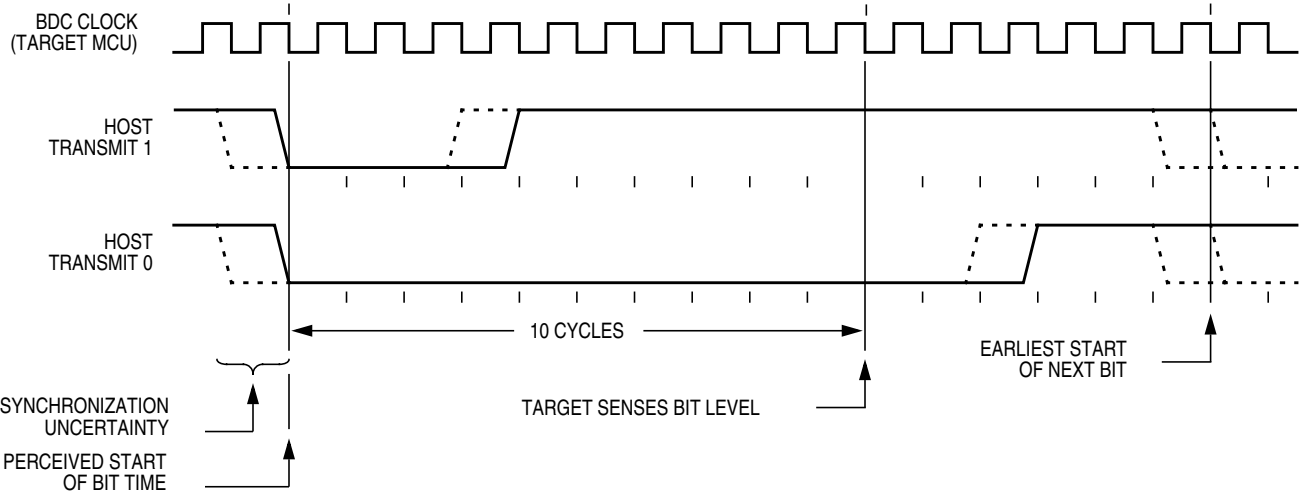 BDC CLOCK
(TARGET MCU)
HOST
TRANSMIT 1
HOST
TRANSMIT 0
10 CYCLES
EARLIEST START
OF NEXT BIT
SYNCHRONIZATION
UNCERTAINTY
TARGET SENSES BIT LEVEL
PERCEIVED START
OF BIT TIME